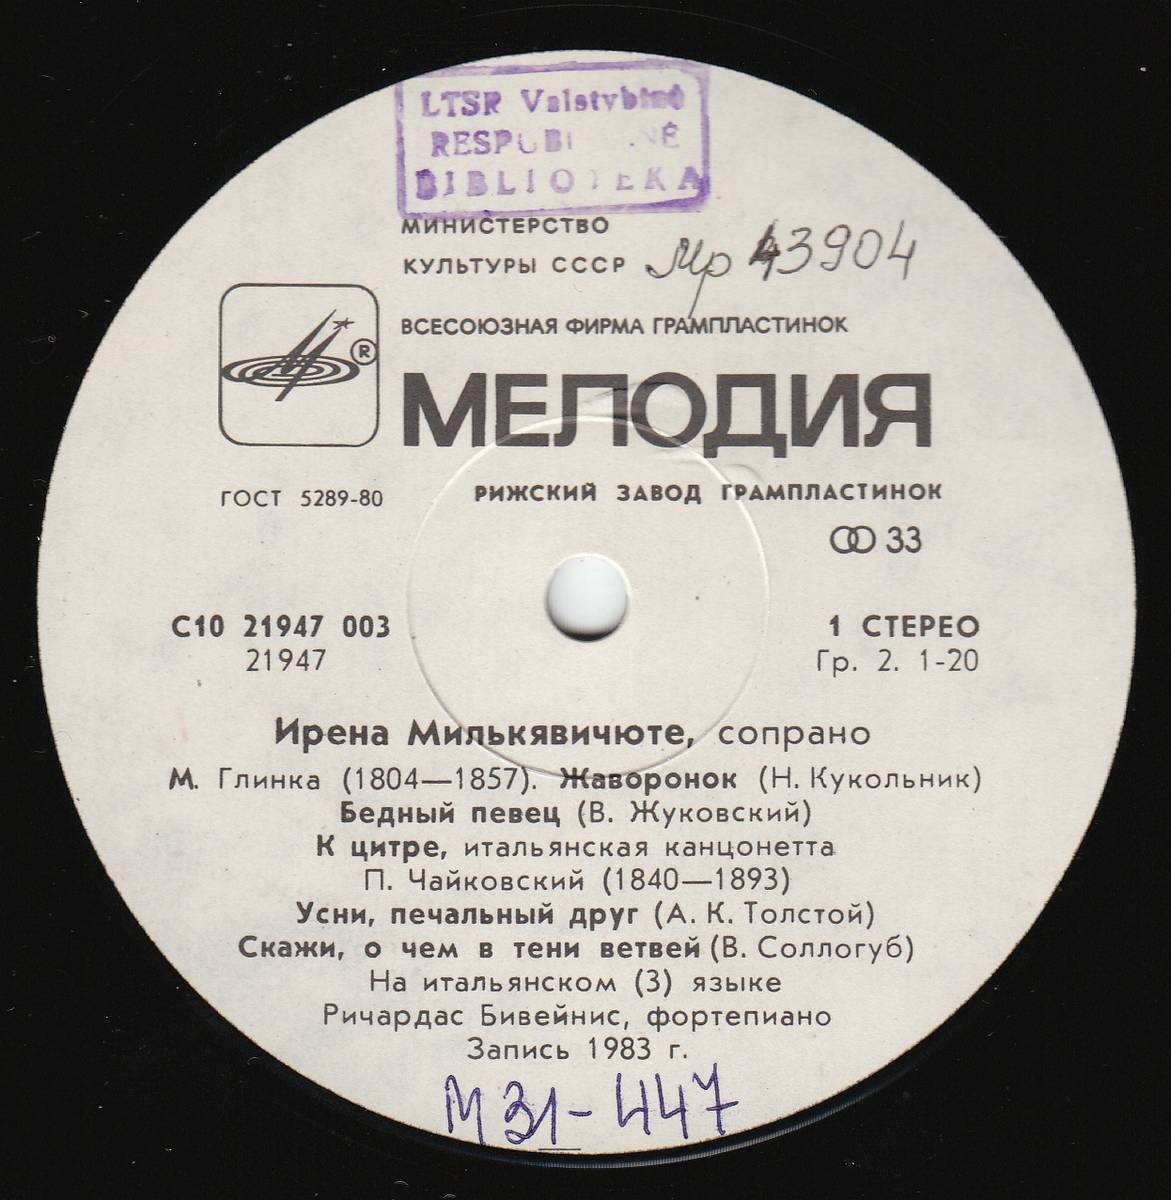 LTSR Valstybinė
RESPUBLIKINĖ
BIBLIOTEKA
МИНИСТЕРСТВО
КУЛЬТУРЫ СССР
Мр 43904
ВСЕСОЮЗНАЯ ФИРМА ГРАМПЛАСТИНОК
®
МЕЛОДИЯ
ГОСТ 5289-80
РИЖСКИЙ ЗАВОД ГРАМПЛАСТИНОК
33
С10 21947 003
1 СТЕРЕО
21947
Гр. 2. 1-20
Ирена Милькявичюте, сопрано
М. Глинка (1804—1857). Жаворонок (Н. Кукольник)
Бедный певец (В. Жуковский)
К цитре, итальянская канцонетта
П. Чайковский (1840—1893)
Усни, печальный друг (А. К. Толстой)
Скажи, о чем в тени ветвей (В. Соллогуб)
На итальянском (3) языке
Ричардас Бивейнис, фортепиано
Запись 1983 г.
М31-447